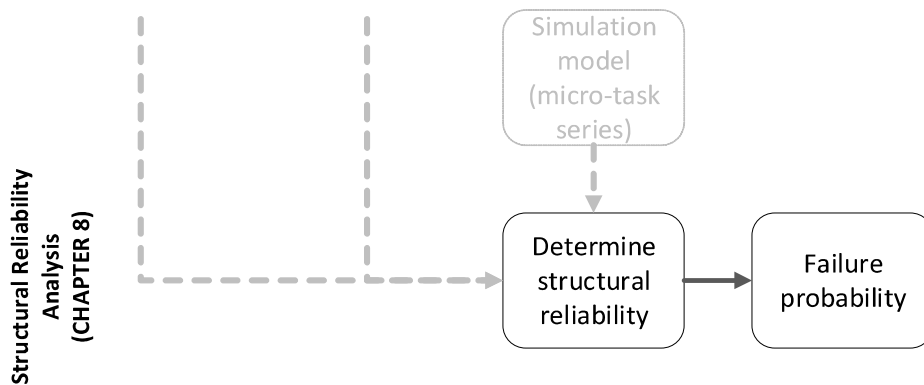 Simulation
model
(micro-task
series)
Structural Reliability
Analysis
(CHAPTER 8)
Determine
structural
reliability
Failure
probability